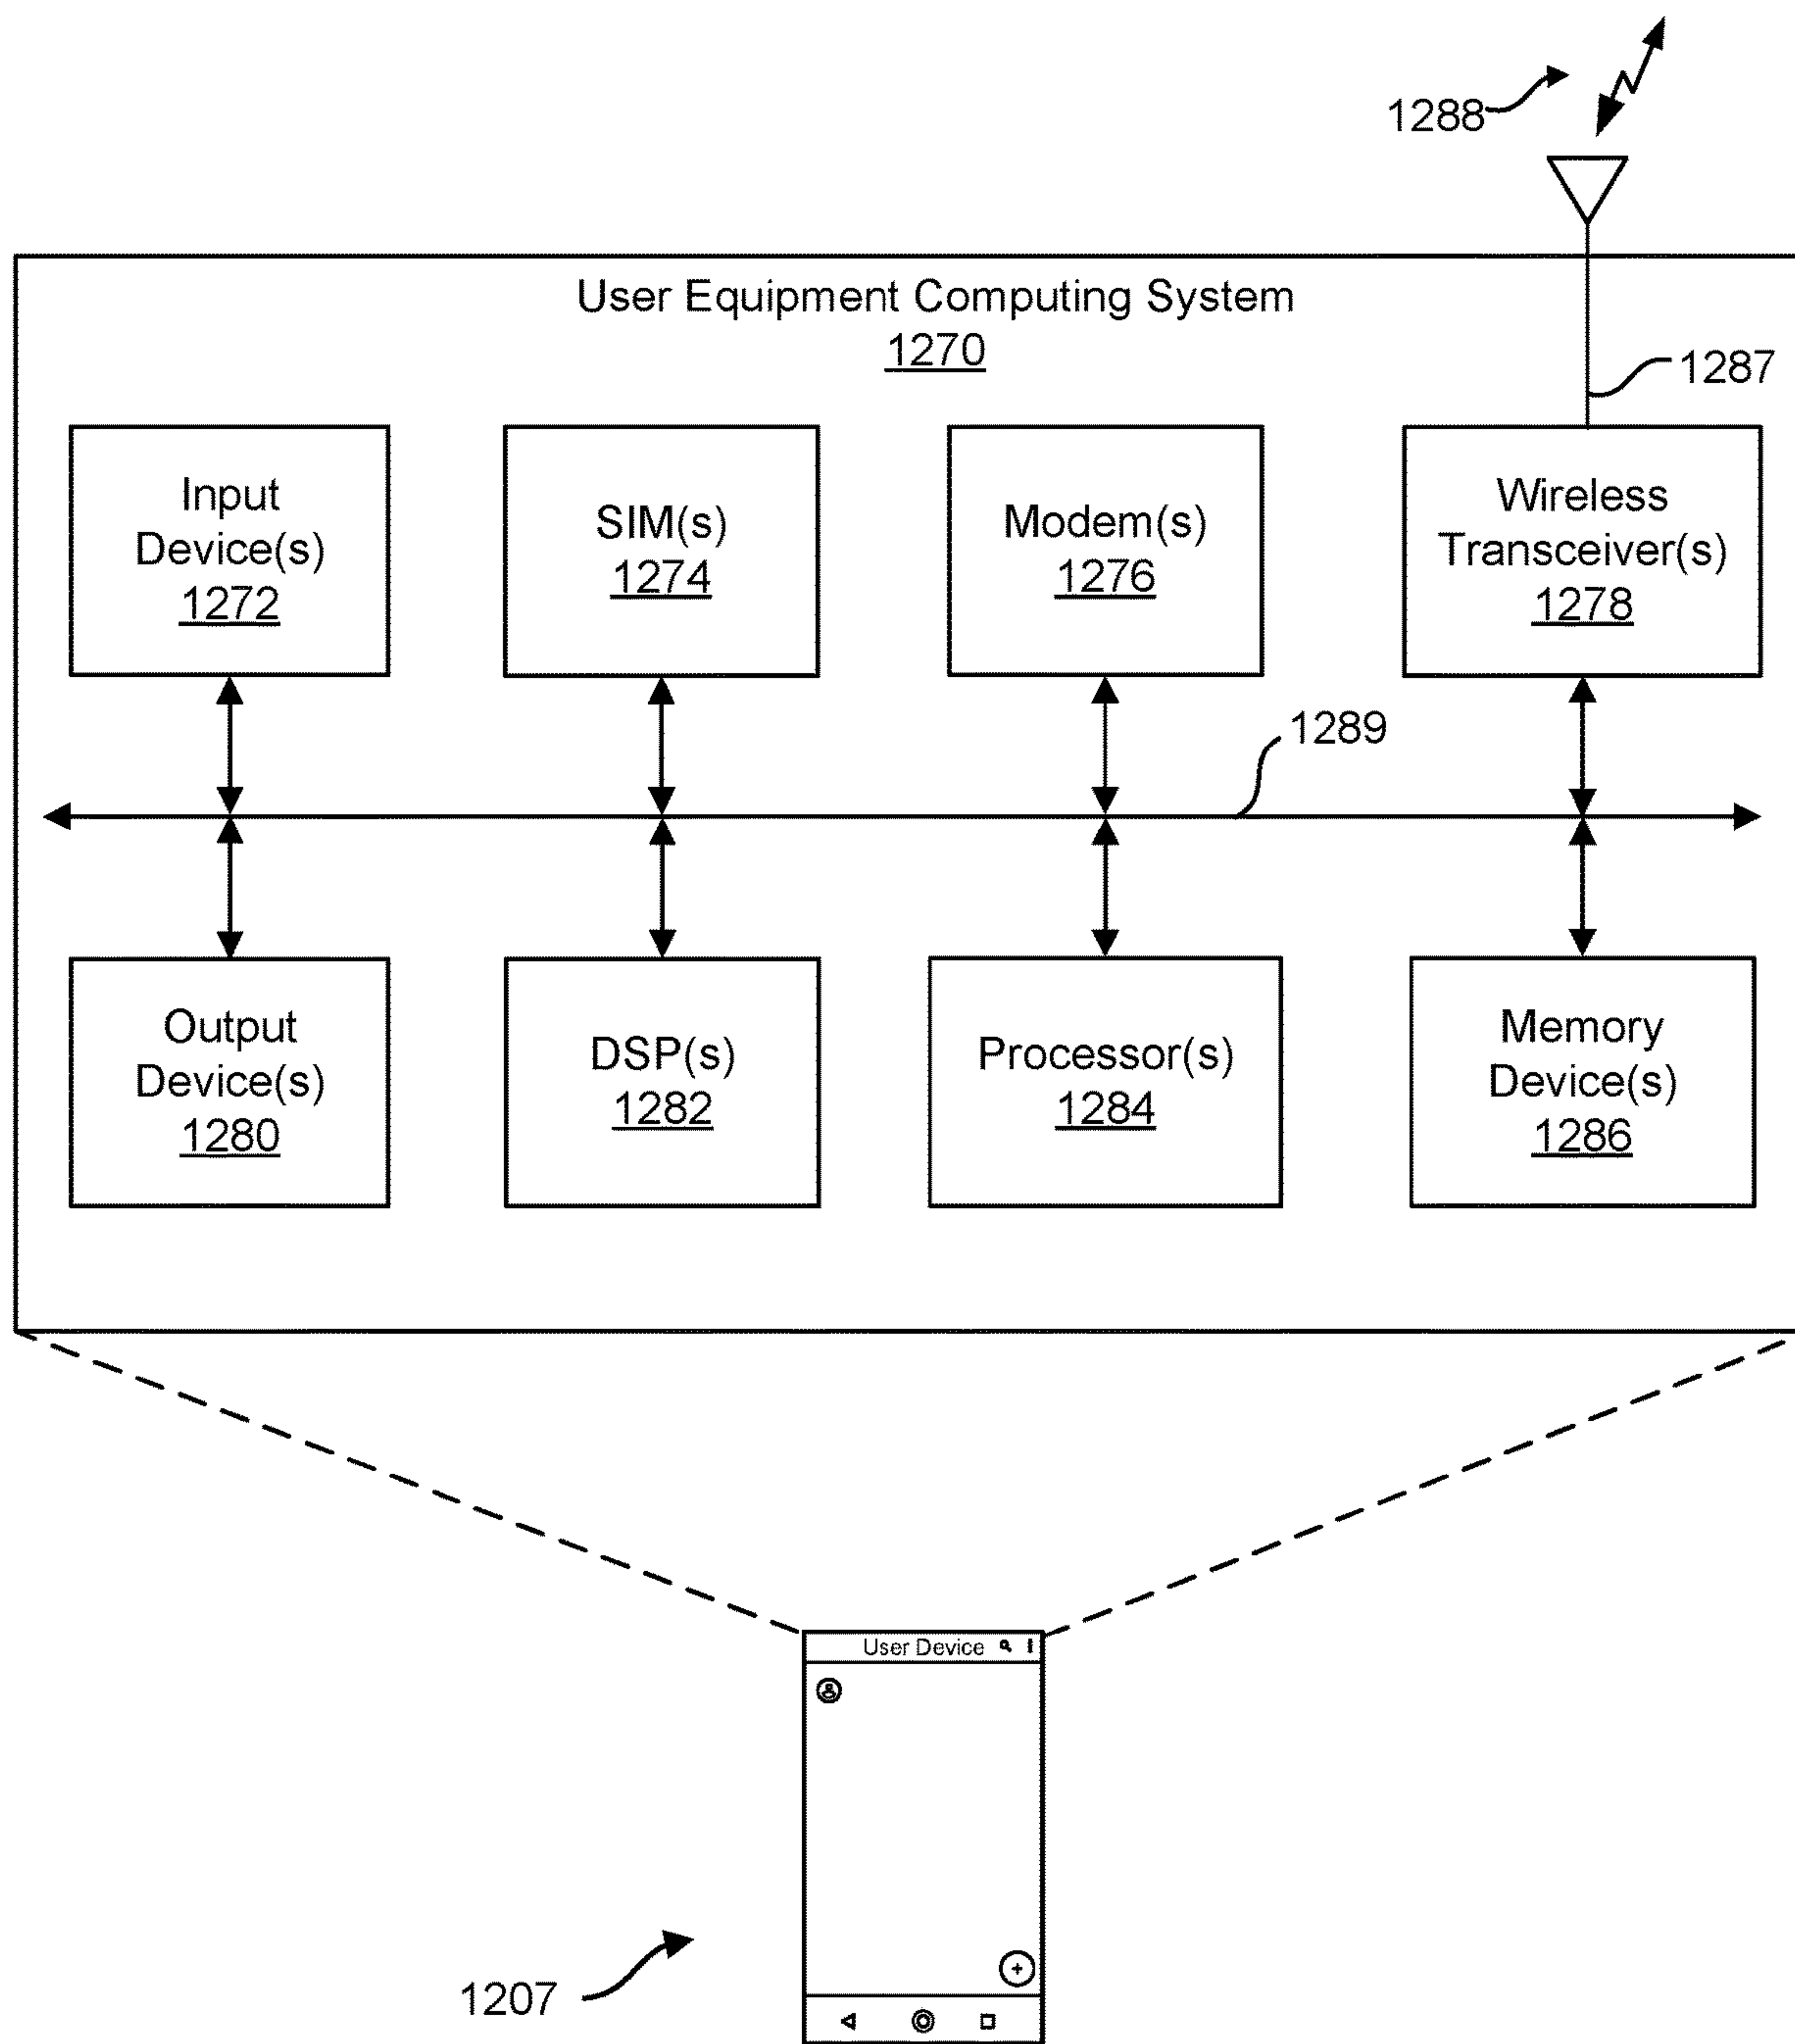 1288
User Equipment Computing System
1270
1287
Input
Device(s)
1272
SIM(s)
1274
Modem(s)
1276
Wireless
Transceiver(s)
1278
1289
Output
Device(s)
1280
DSP(s)
1282
Processor(s)
1284
Memory
Device(s)
1286
User Device
1207